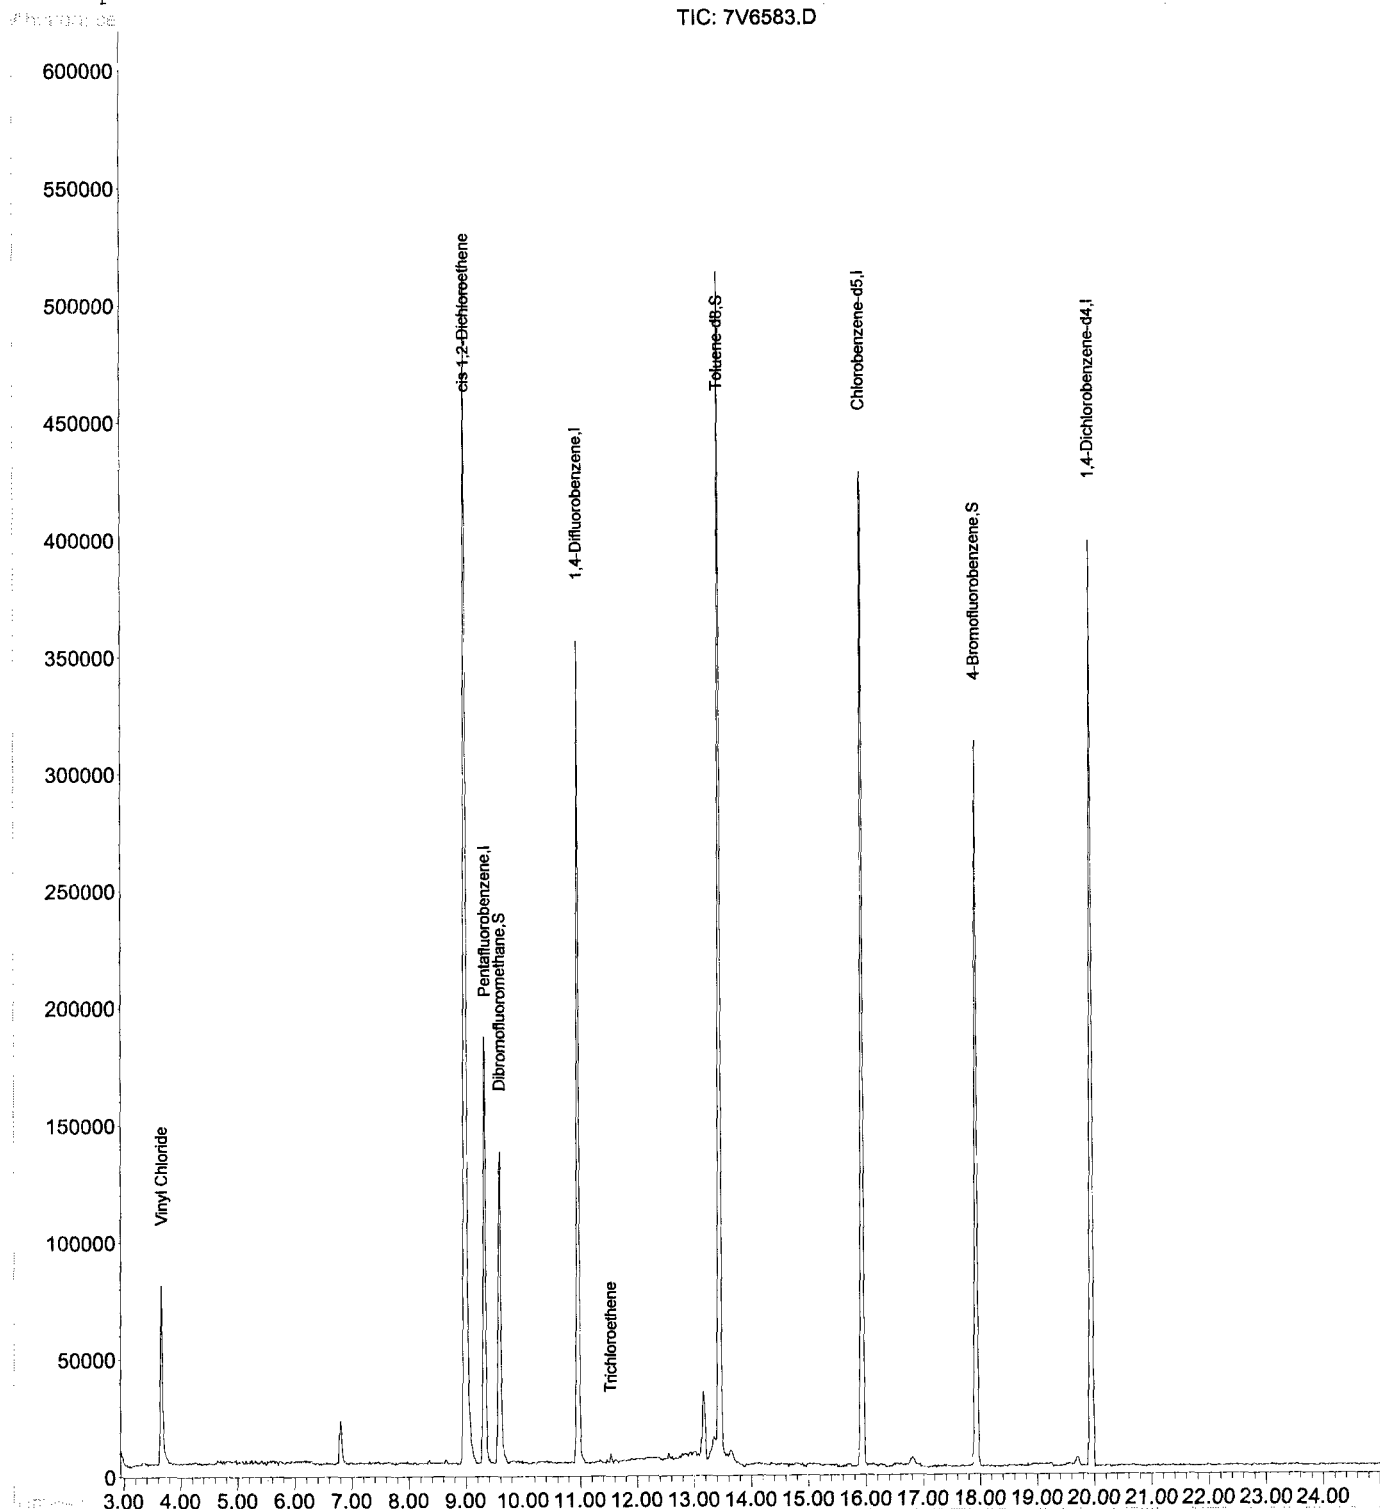 TIC: 7V6583.D
600000
550000
500000
450000
400000
350000
300000
250000
200000
150000
100000
50000
0
Vinyl Chloride
cis 1,2-Dichloroethene
Pentafluorobenzene,I
Dibromofluoromethane,S
1,4-Difluorobenzene,I
Trichloroethene
Toluene-d8,S
Chlorobenzene-d5,I
4-Bromofluorobenzene,S
1,4-Dichlorobenzene-d4,I
3.00 4.00 5.00 6.00 7.00 8.00 9.00 10.00 11.00 12.00 13.00 14.00 15.00 16.00 17.00 18.00 19.00 20.00 21.00 22.00 23.00 24.00